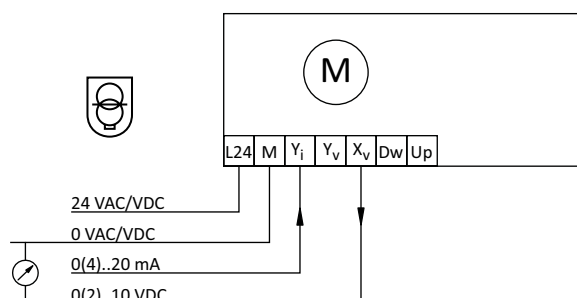 M
L24 M Yi Yv Xv Dw Up
24 VAC/VDC
0 VAC/VDC
0(4)..20 mA
0(2)..10 VDC